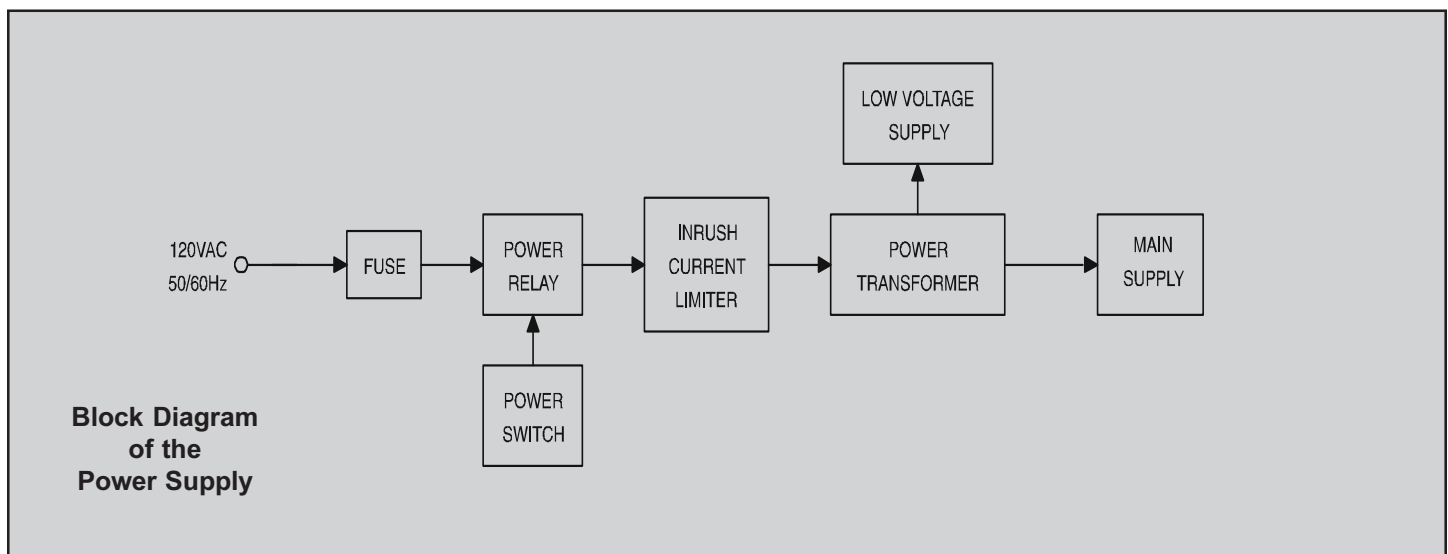 LOW VOLTAGE
SUPPLY
120VAC
50/60Hz
FUSE
POWER
RELAY
INRUSH
CURRENT
LIMITER
POWER
TRANSFORMER
MAIN
SUPPLY
POWER
SWITCH
Block Diagram
of the
Power Supply